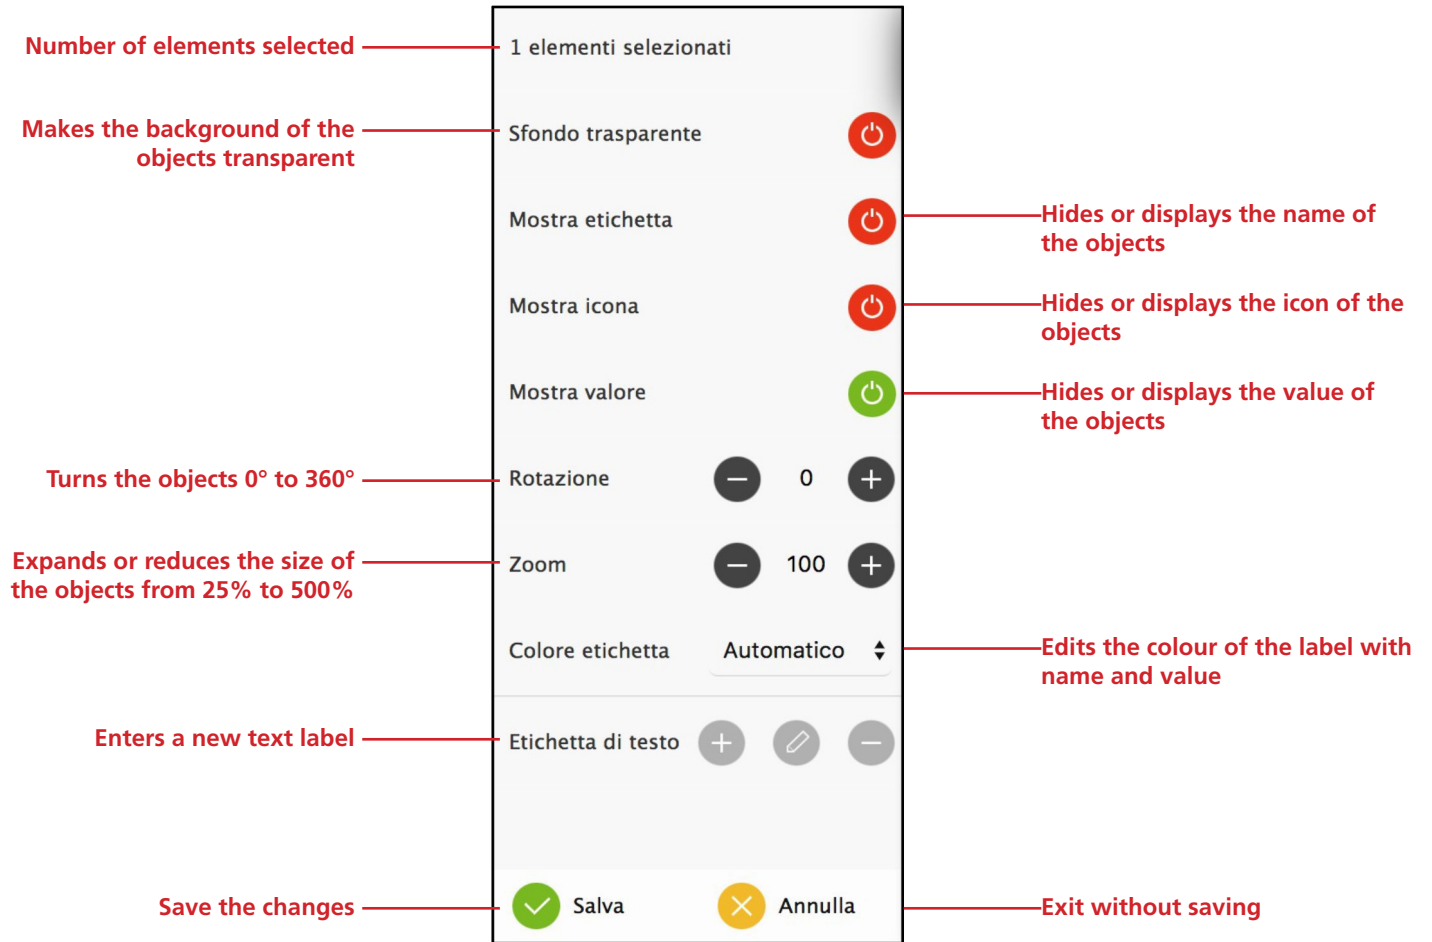 Number of elements selected
1 elementi selezionati
Makes the background of the
objects transparent
Sfondo trasparente
Mostra etichetta
Hides or displays the name of
the objects
Mostra icona
Hides or displays the icon of the
objects
Mostra valore
Hides or displays the value of
the objects
Turns the objects 0° to 360°
Rotazione 0
Expands or reduces the size of
the objects from 25% to 500%
Zoom 100
Colore etichetta Automatico
Edits the colour of the label with
name and value
Enters a new text label
Etichetta di testo
Save the changes
Salva Annulla
Exit without saving